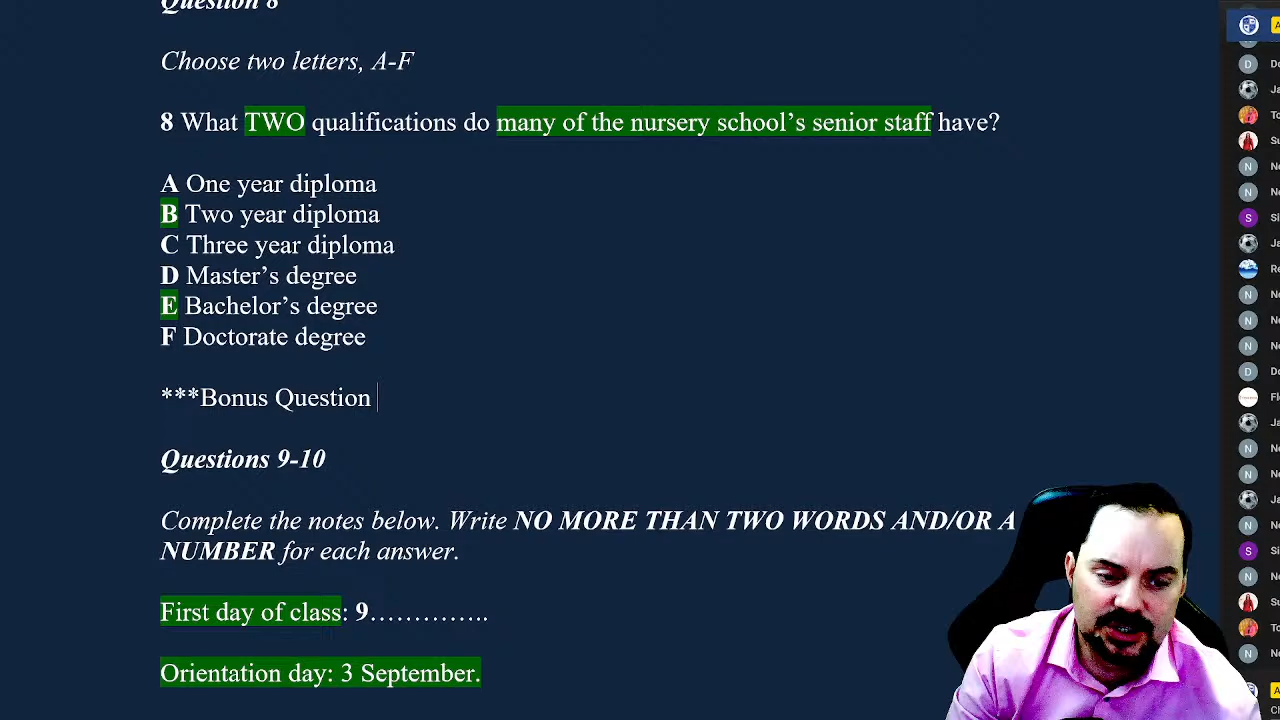 Question 8
Choose two letters, A-F
8 What TWO qualifications do many of the nursery school’s senior staff have?
A One year diploma
B Two year diploma
C Three year diploma
D Master’s degree
E Bachelor’s degree
F Doctorate degree
***Bonus Question
Questions 9-10
Complete the notes below. Write NO MORE THAN TWO WORDS AND/OR A
NUMBER for each answer.
First day of class: 9…………..
Orientation day: 3 September.